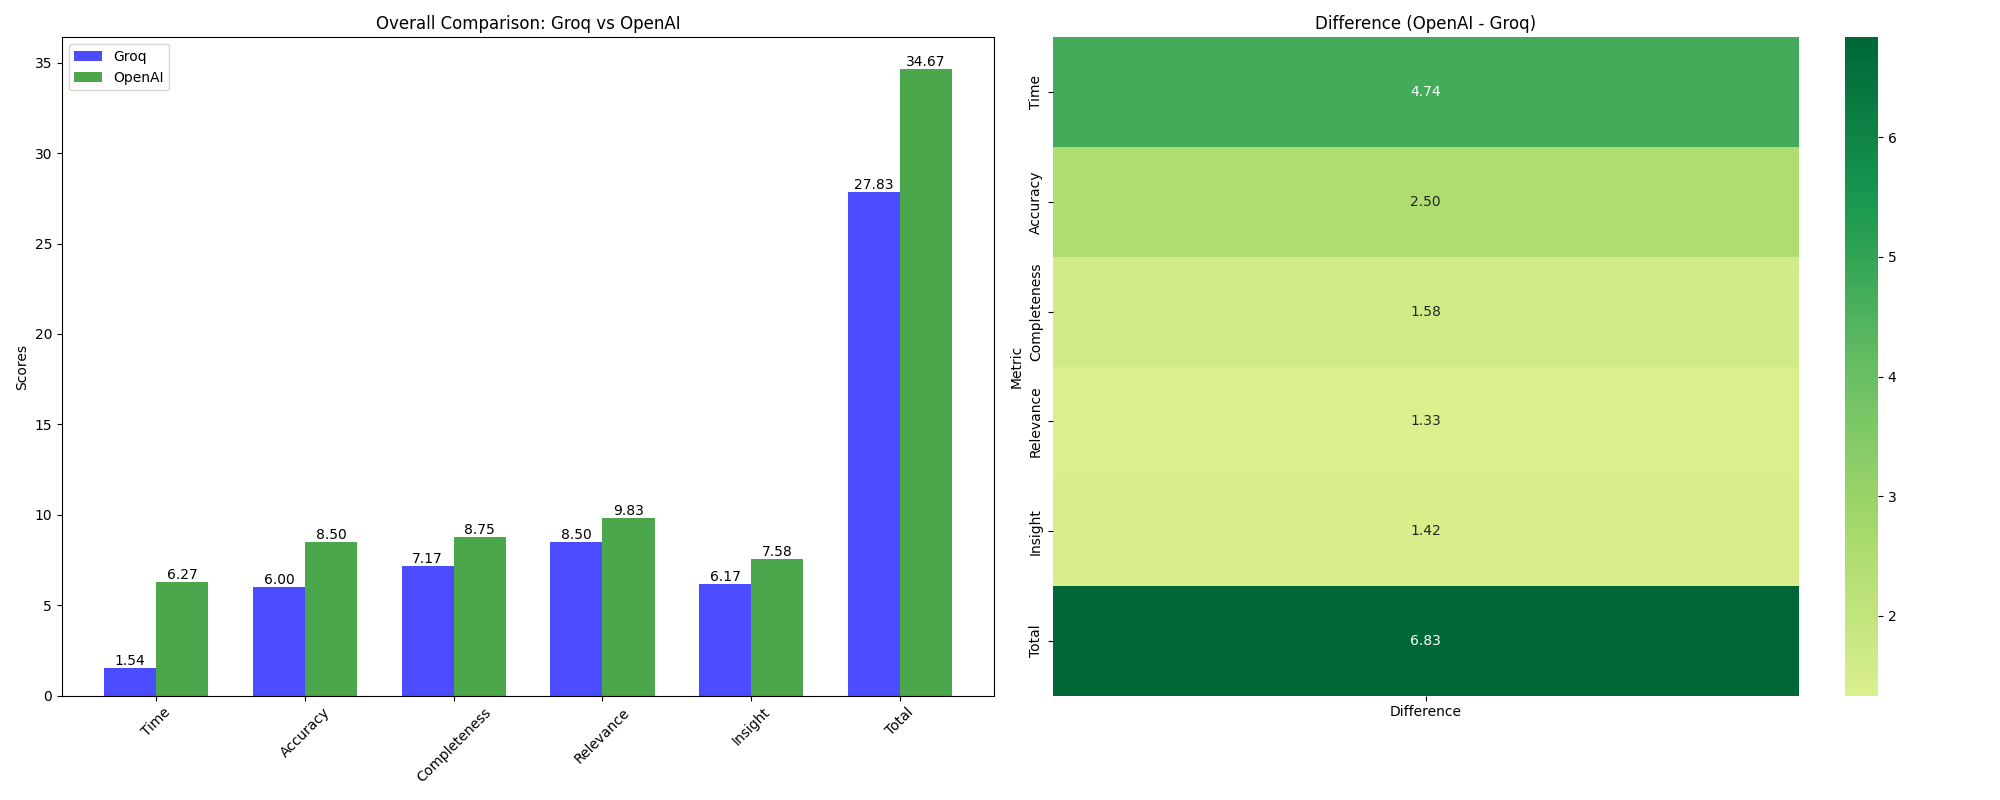 Overall Comparison: Groq vs OpenAI
Groq
OpenAI
Scores
35
30
25
20
15
10
5
0
1.54
6.27
6.00
8.50
7.17
8.75
8.50
9.83
6.17
7.58
27.83
34.67
Time
Accuracy
Completeness
Relevance
Insight
Total
Difference (OpenAI - Groq)
Metric
Time
4.74
Accuracy
2.50
Completeness
1.58
Relevance
1.33
Insight
1.42
Total
6.83
Difference
6
5
4
3
2